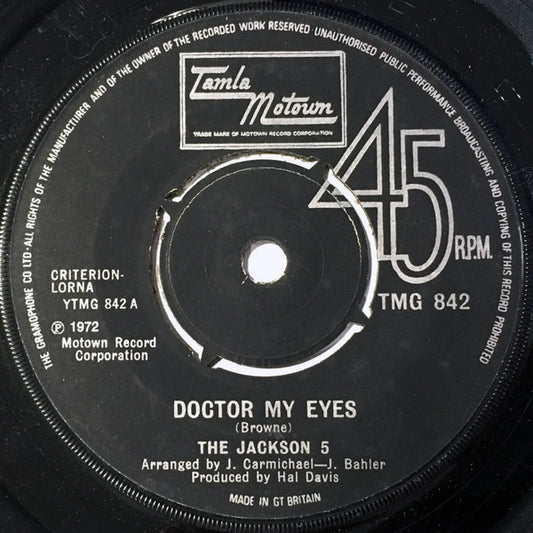 THE GRAMOPHONE CO LTD·ALL RIGHTS OF THE MANUFACTURER AND OF THE OWNER OF THE RECORDED WORK RESERVED·UNAUTHORISED PUBLIC PERFORMANCE BROADCASTING AND COPYING OF THIS RECORD PROHIBITED
Tamla
Motown
TRADE MARK OF MOTOWN RECORD CORPORATION
45
R.P.M.
CRITERION-
LORNA
YTMG 842 A
TMG 842
℗ 1972
Motown Record
Corporation
DOCTOR MY EYES
(Browne)
THE JACKSON 5
Arranged by J. Carmichael—J. Bahler
Produced by Hal Davis
MADE IN GT BRITAIN